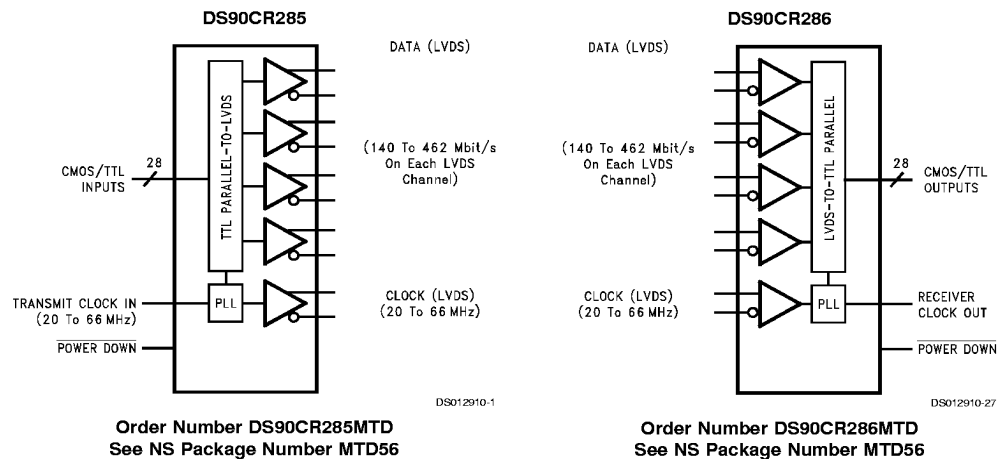 DS90CR285
DATA (LVDS)
TTL PARALLEL-TO-LVDS
CMOS/TTL
INPUTS
28
(140 To 462 Mbit/s
On Each LVDS
Channel)
PLL
TRANSMIT CLOCK IN
(20 To 66 MHz)
CLOCK (LVDS)
(20 To 66 MHz)
POWER DOWN
DS012910-1
Order Number DS90CR285MTD
See NS Package Number MTD56
DS90CR286
DATA (LVDS)
(140 To 462 Mbit/s
On Each LVDS
Channel)
LVDS-TO-TTL PARALLEL
28
CMOS/TTL
OUTPUTS
CLOCK (LVDS)
(20 To 66 MHz)
PLL
RECEIVER
CLOCK OUT
POWER DOWN
DS012910-27
Order Number DS90CR286MTD
See NS Package Number MTD56